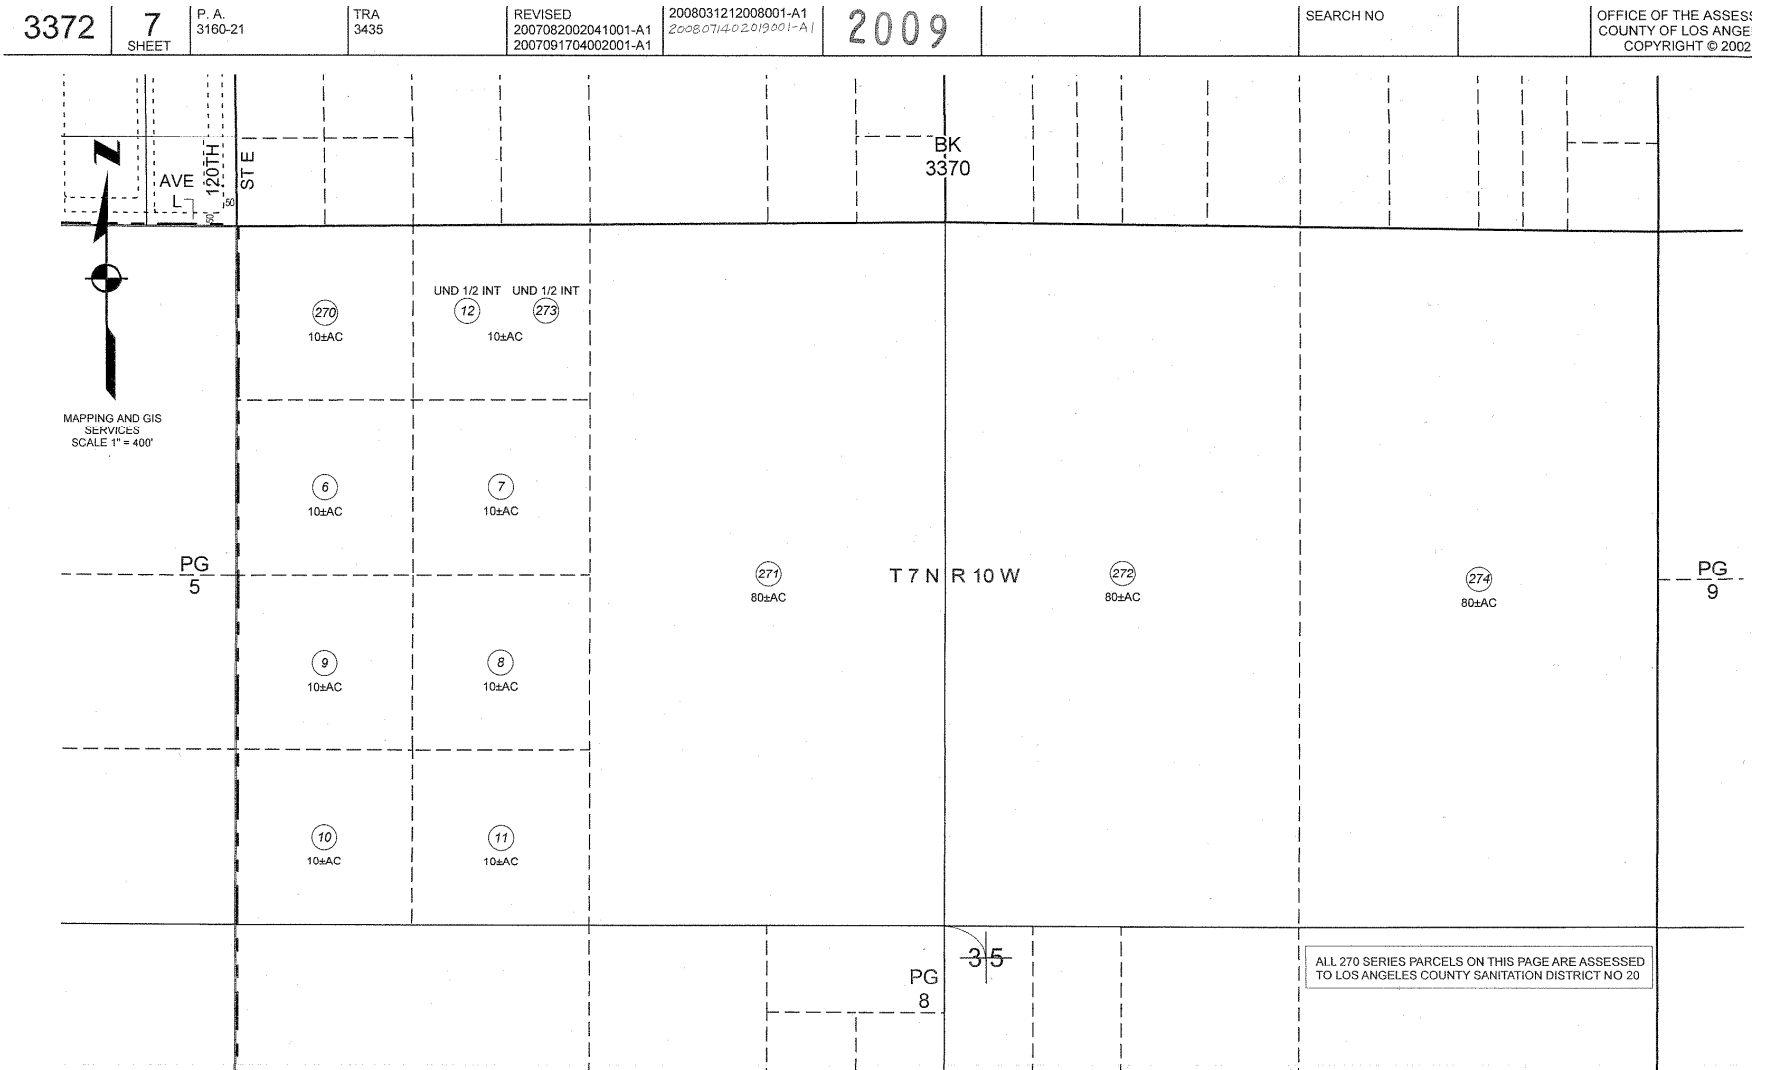 3372
7
SHEET
P. A.
3160-21
TRA
3435
REVISED
2007082002041001-A1
2007091704002001-A1
2008031212008001-A1
2008071402019001-A1
2009
SEARCH NO
OFFICE OF THE ASSESS
COUNTY OF LOS ANGE
COPYRIGHT © 2002
Z
AVE
L
120TH
ST E
50
50
BK
3370
MAPPING AND GIS
SERVICES
SCALE 1" = 400'
270
10±AC
UND 1/2 INT UND 1/2 INT
12 273
10±AC
6
10±AC
7
10±AC
PG
5
271
80±AC
T 7 N R 10 W
272
80±AC
274
80±AC
PG
9
9
10±AC
8
10±AC
10
10±AC
11
10±AC
35
PG
8
ALL 270 SERIES PARCELS ON THIS PAGE ARE ASSESSED
TO LOS ANGELES COUNTY SANITATION DISTRICT NO 20